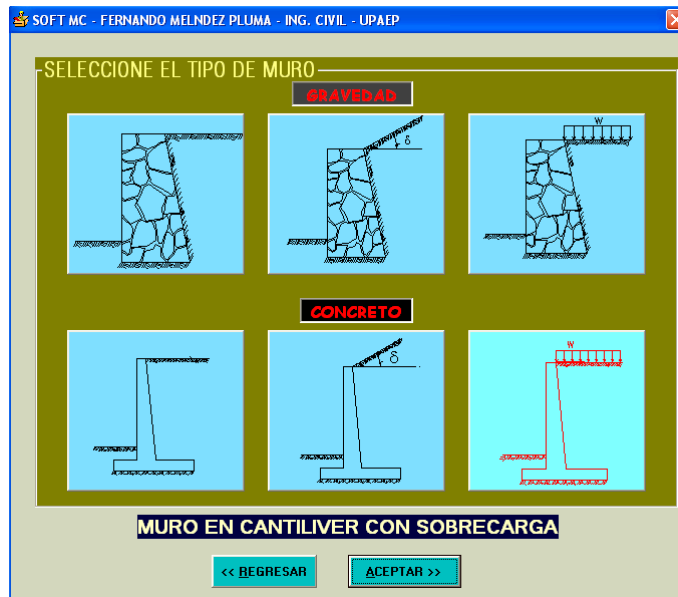 SOFT MC - FERNANDO MELNDEZ PLUMA - ING. CIVIL - UPAEP
SELECCIONE EL TIPO DE MURO
GRAVEDAD
δ
W
CONCRETO
δ
W
MURO EN CANTILIVER CON SOBRECARGA
<< REGRESAR
ACEPTAR >>